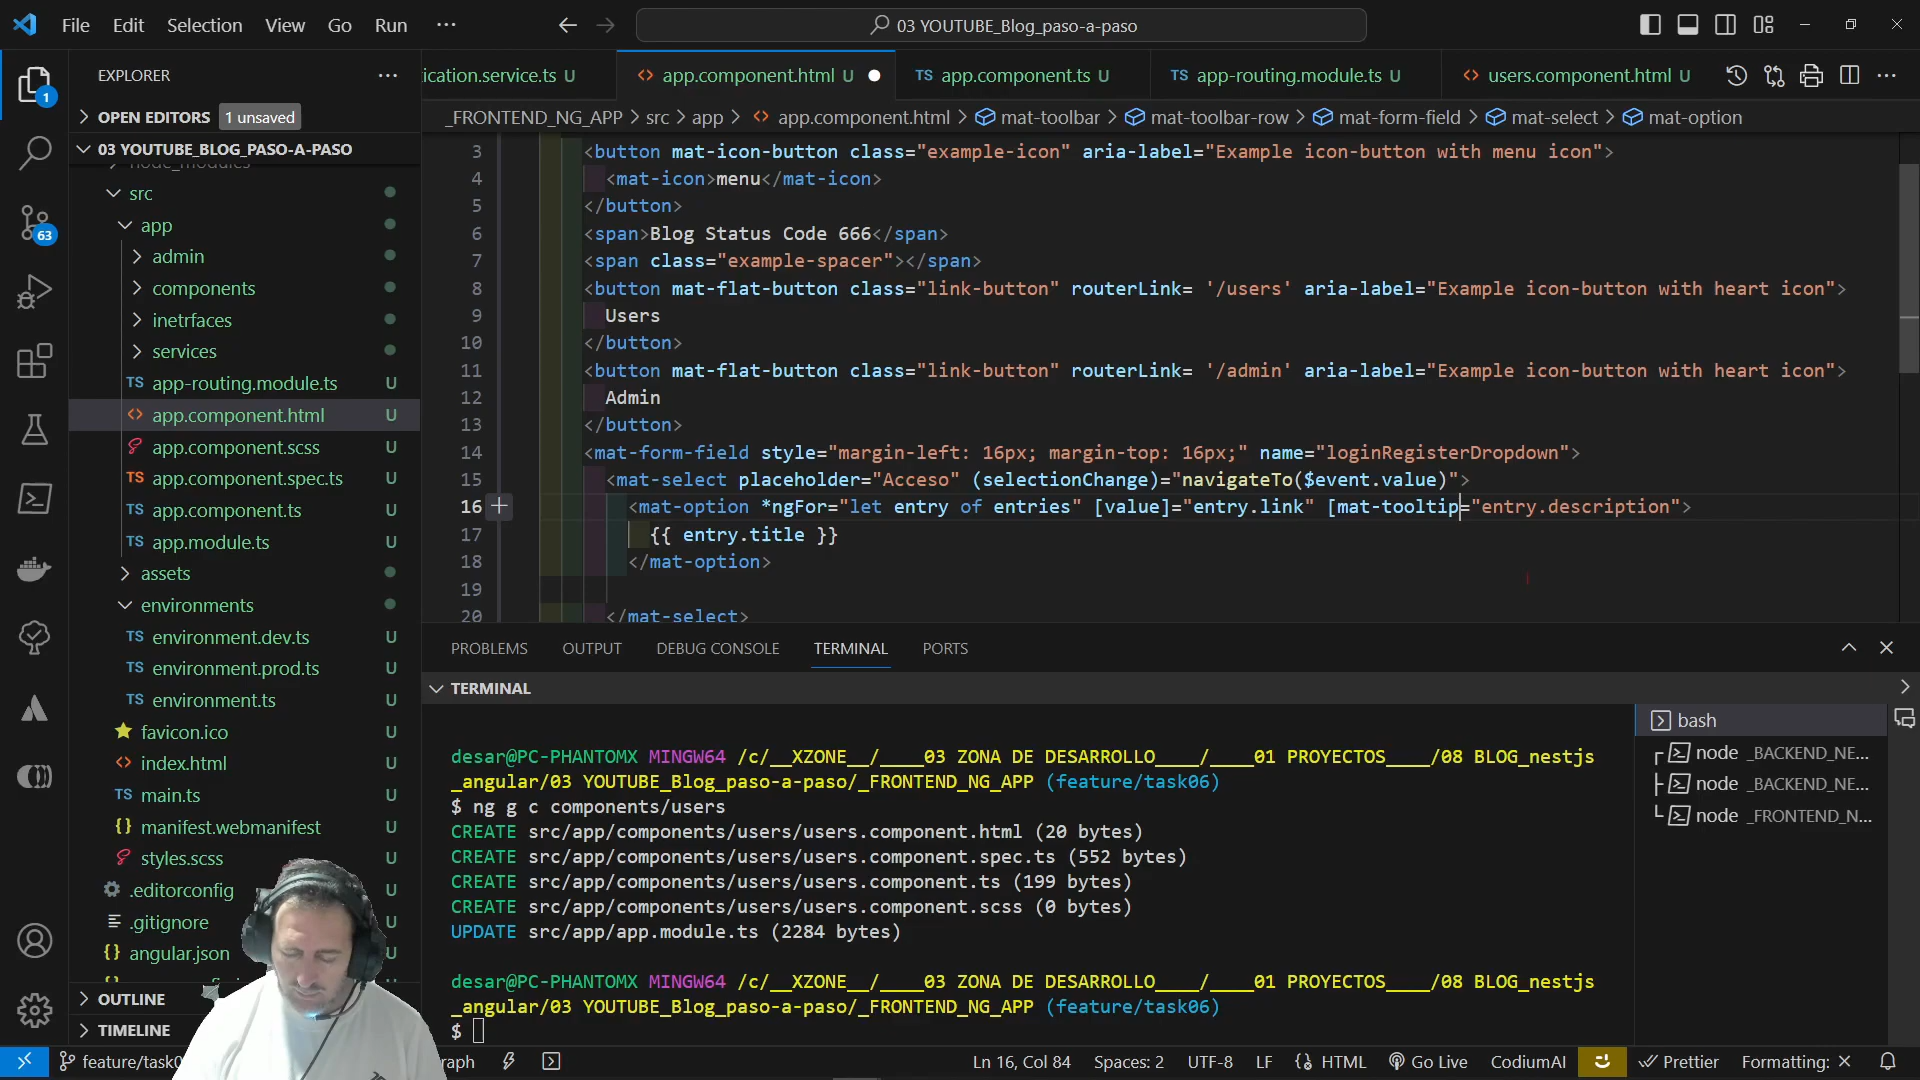 File Edit Selection View Go Run ··· 03 YOUTUBE_Blog_paso-a-paso
EXPLORER
ication.service.ts U
app.component.html U
app.component.ts U
app-routing.module.ts U
users.component.html U
OPEN EDITORS 1 unsaved
_FRONTEND_NG_APP > src > app > app.component.html > mat-toolbar > mat-toolbar-row > mat-form-field > mat-select > mat-option
03 YOUTUBE_BLOG_PASO-A-PASO
node_modules
src
app
admin
components
inetrfaces
services
app-routing.module.ts U
app.component.html U
app.component.scss U
app.component.spec.ts U
app.component.ts U
app.module.ts U
assets
environments
environment.dev.ts U
environment.prod.ts U
environment.ts U
favicon.ico U
index.html U
main.ts U
manifest.webmanifest U
styles.scss U
.editorconfig U
.gitignore U
angular.json U
OUTLINE
TIMELINE
1
63
3 <button mat-icon-button class="example-icon" aria-label="Example icon-button with menu icon">
4 <mat-icon>menu</mat-icon>
5 </button>
6 <span>Blog Status Code 666</span>
7 <span class="example-spacer"></span>
8 <button mat-flat-button class="link-button" routerLink= '/users' aria-label="Example icon-button with heart icon">
9 Users
10 </button>
11 <button mat-flat-button class="link-button" routerLink= '/admin' aria-label="Example icon-button with heart icon">
12 Admin
13 </button>
14 <mat-form-field style="margin-left: 16px; margin-top: 16px;" name="loginRegisterDropdown">
15 <mat-select placeholder="Acceso" (selectionChange)="navigateTo($event.value)">
16 <mat-option *ngFor="let entry of entries" [value]="entry.link" [mat-tooltip="entry.description">
17 {{ entry.title }}
18 </mat-option>
19
20 </mat-select>
PROBLEMS OUTPUT DEBUG CONSOLE TERMINAL PORTS
TERMINAL
desar@PC-PHANTOMX MINGW64 /c/__XZONE__/____03 ZONA DE DESARROLLO____/____01 PROYECTOS____/08 BLOG_nestjs
_angular/03 YOUTUBE_Blog_paso-a-paso/_FRONTEND_NG_APP (feature/task06)
$ ng g c components/users
CREATE src/app/components/users/users.component.html (20 bytes)
CREATE src/app/components/users/users.component.spec.ts (552 bytes)
CREATE src/app/components/users/users.component.ts (199 bytes)
CREATE src/app/components/users/users.component.scss (0 bytes)
UPDATE src/app/app.module.ts (2284 bytes)
desar@PC-PHANTOMX MINGW64 /c/__XZONE__/____03 ZONA DE DESARROLLO____/____01 PROYECTOS____/08 BLOG_nestjs
_angular/03 YOUTUBE_Blog_paso-a-paso/_FRONTEND_NG_APP (feature/task06)
$
bash
node _BACKEND_NE...
node _BACKEND_NE...
node _FRONTEND_N...
feature/task0 raph Ln 16, Col 84 Spaces: 2 UTF-8 LF HTML Go Live CodiumAI Prettier Formatting: ×